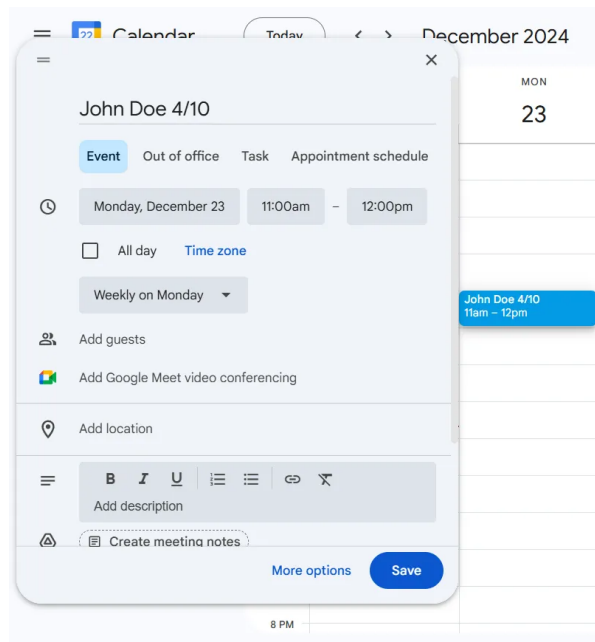 22 Calendar Today < > December 2024
MON
23
John Doe 4/10
Event Out of office Task Appointment schedule
Monday, December 23 11:00am – 12:00pm
All day Time zone
Weekly on Monday
John Doe 4/10
11am – 12pm
Add guests
Add Google Meet video conferencing
Add location
B I U
Add description
Create meeting notes
More options Save
8 PM